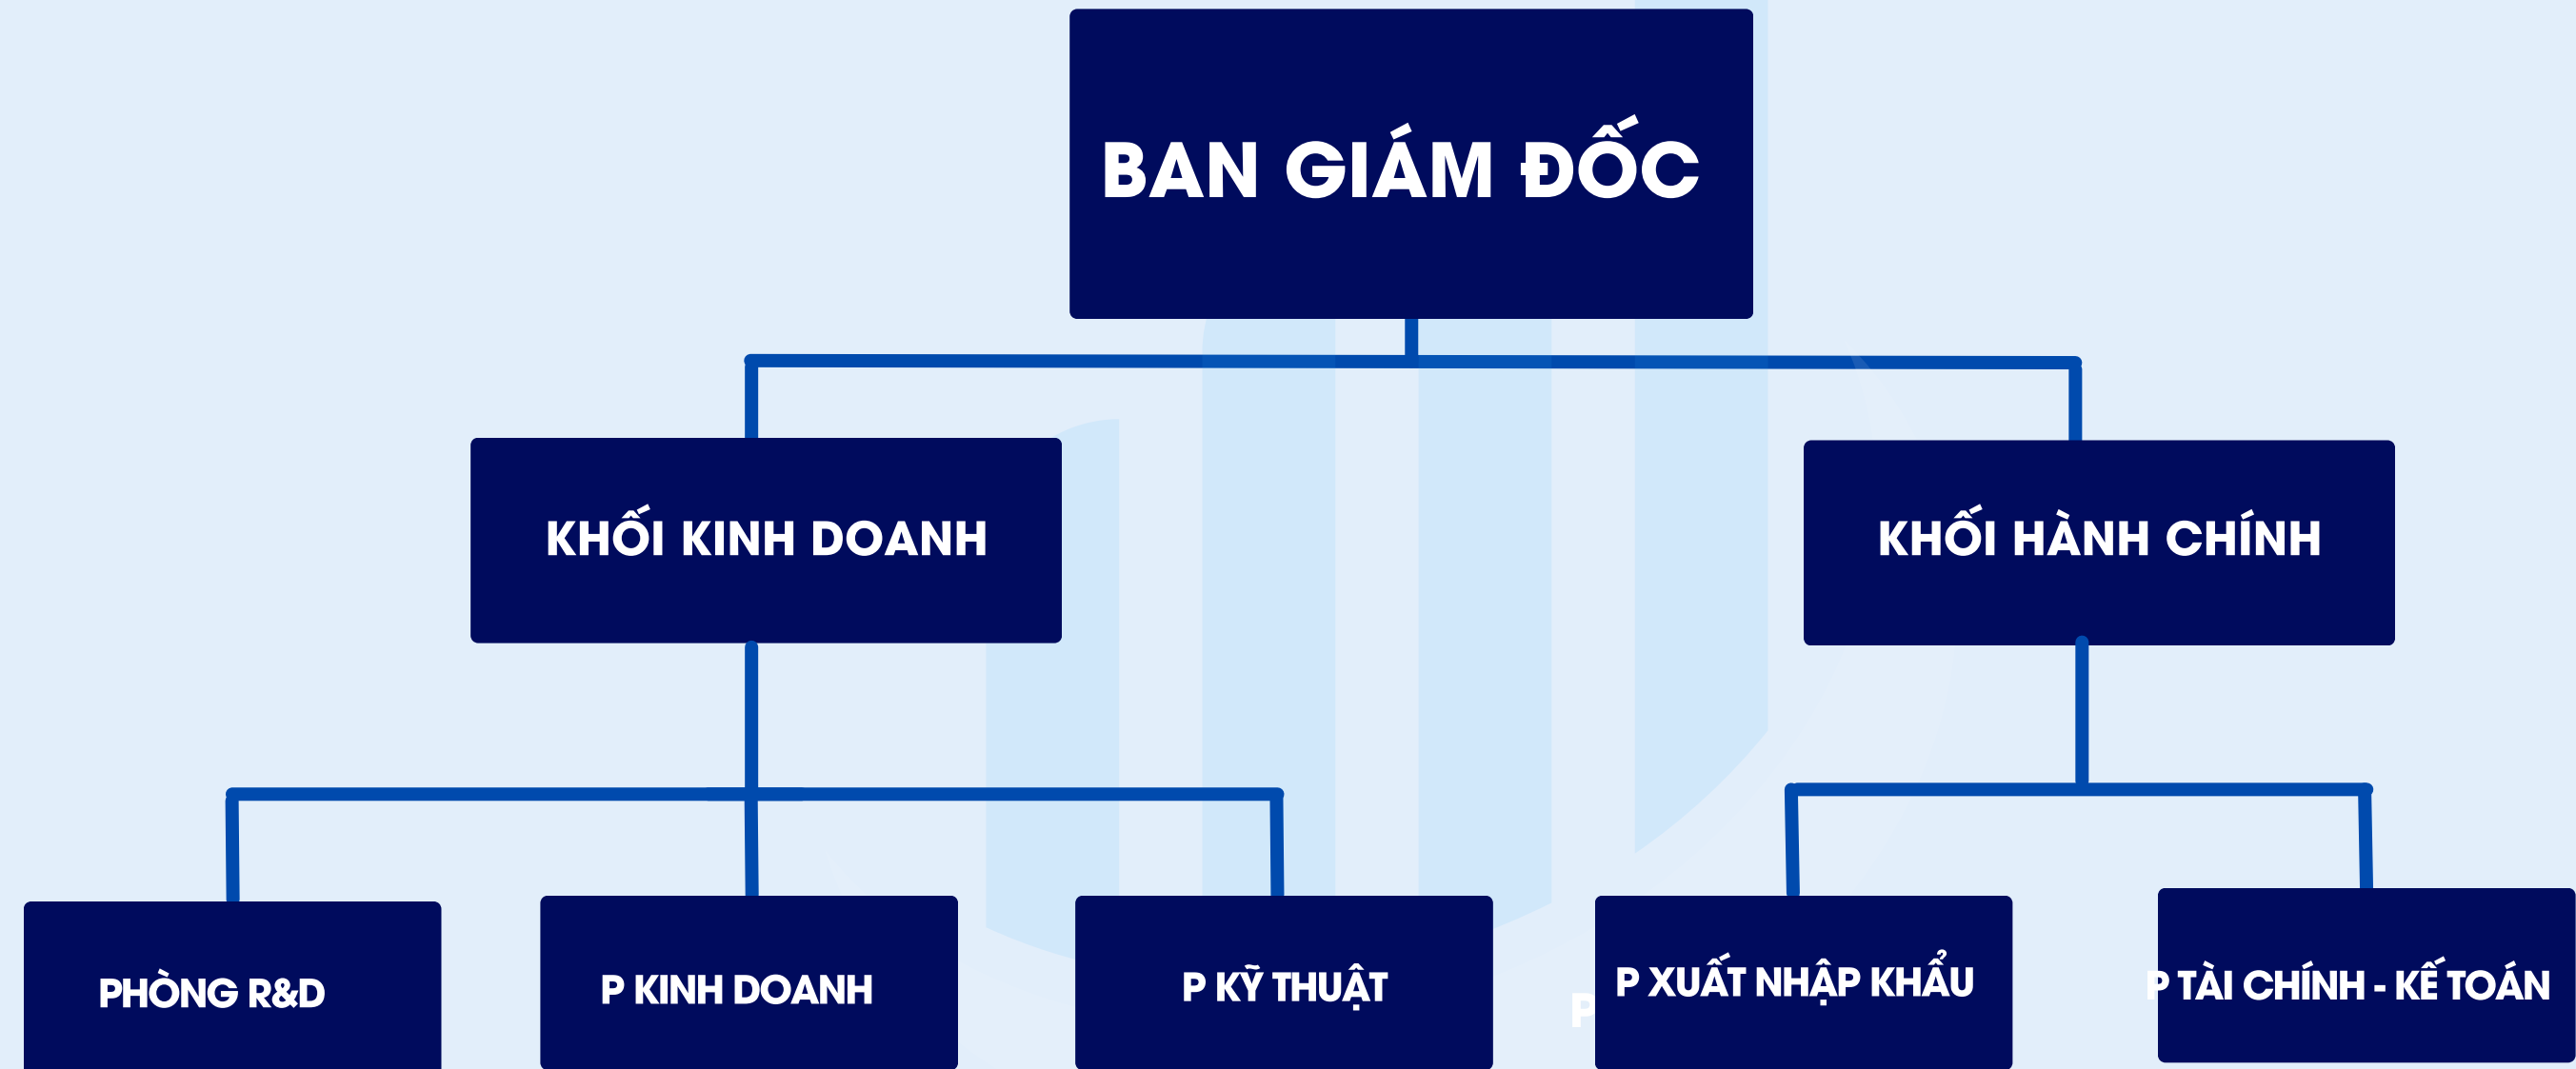 BAN GIÁM ĐỐC
KHỐI KINH DOANH
KHỐI HÀNH CHÍNH
PHÒNG R&D
P KINH DOANH
P KỸ THUẬT
P
P XUẤT NHẬP KHẨU
P TÀI CHÍNH - KẾ TOÁN